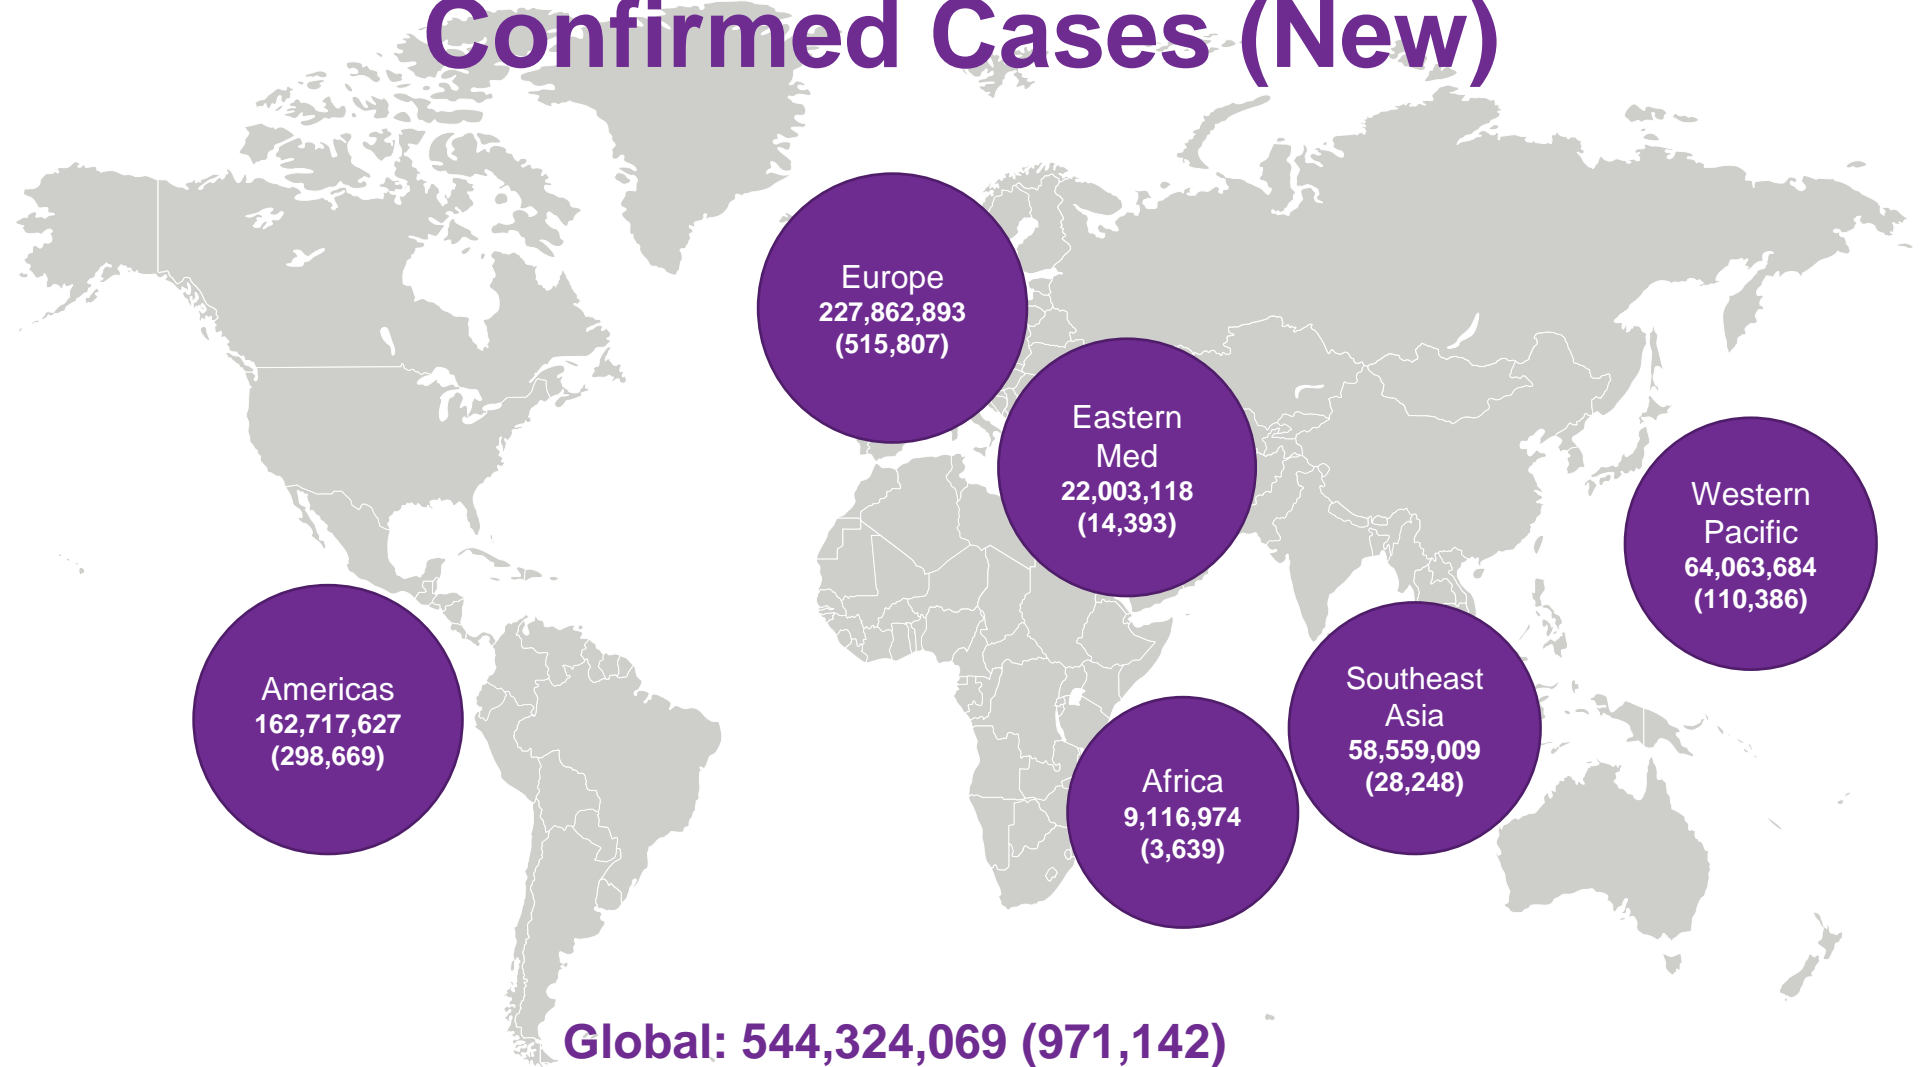 Confirmed Cases (New)
Europe
227,862,893
(515,807)
Eastern
Med
22,003,118
(14,393)
Western
Pacific
64,063,684
(110,386)
Americas
162,717,627
(298,669)
Southeast
Asia
58,559,009
(28,248)
Africa
9,116,974
(3,639)
Global: 544,324,069 (971,142)